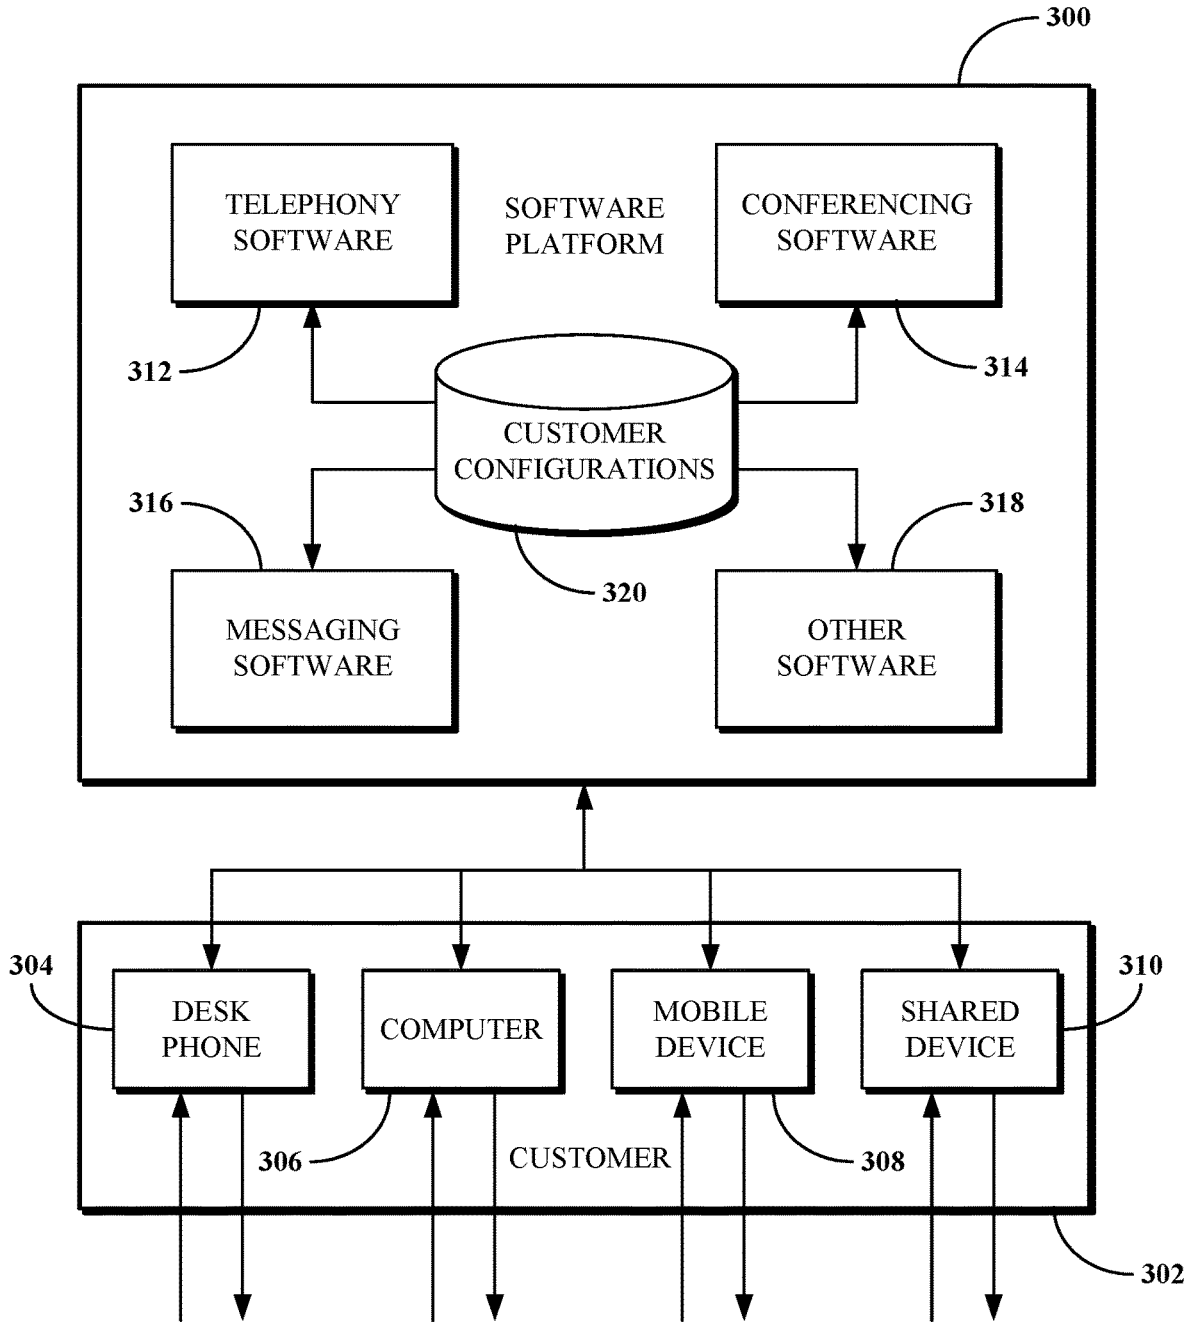 300
TELEPHONY
SOFTWARE
SOFTWARE
PLATFORM
CONFERENCING
SOFTWARE
312
314
CUSTOMER
CONFIGURATIONS
316
318
320
MESSAGING
SOFTWARE
OTHER
SOFTWARE
304
310
DESK
PHONE
COMPUTER
MOBILE
DEVICE
SHARED
DEVICE
306
CUSTOMER
308
302